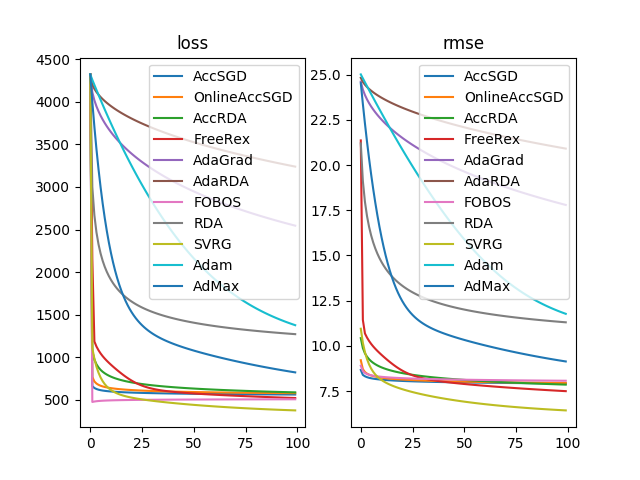 loss
4500
4000
3500
3000
2500
2000
1500
1000
500
0
25
50
75
100
AccSGD
OnlineAccSGD
AccRDA
FreeRex
AdaGrad
AdaRDA
FOBOS
RDA
SVRG
Adam
AdMax
rmse
25.0
22.5
20.0
17.5
15.0
12.5
10.0
7.5
0
25
50
75
100
AccSGD
OnlineAccSGD
AccRDA
FreeRex
AdaGrad
AdaRDA
FOBOS
RDA
SVRG
Adam
AdMax